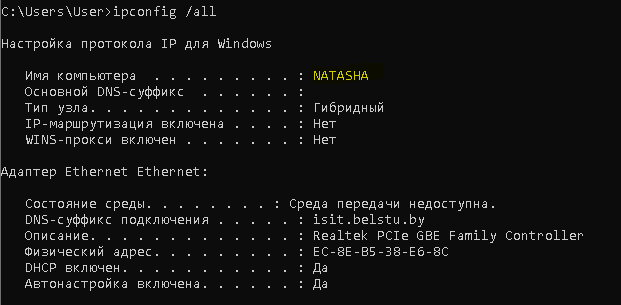 C:\Users\User>ipconfig /all
Настройка протокола IP для Windows
Имя компьютера . . . . . . . . . : NATASHA
Основной DNS-суффикс . . . . . . :
Тип узла. . . . . . . . . . . . . : Гибридный
IP-маршрутизация включена . . . . : Нет
WINS-прокси включен . . . . . . . : Нет
Адаптер Ethernet Ethernet:
Состояние среды. . . . . . . . : Среда передачи недоступна.
DNS-суффикс подключения . . . . . : isit.belstu.by
Описание. . . . . . . . . . . . . : Realtek PCIe GBE Family Controller
Физический адрес. . . . . . . . . : EC-8E-B5-38-E6-8C
DHCP включен. . . . . . . . . . . : Да
Автонастройка включена. . . . . . : Да